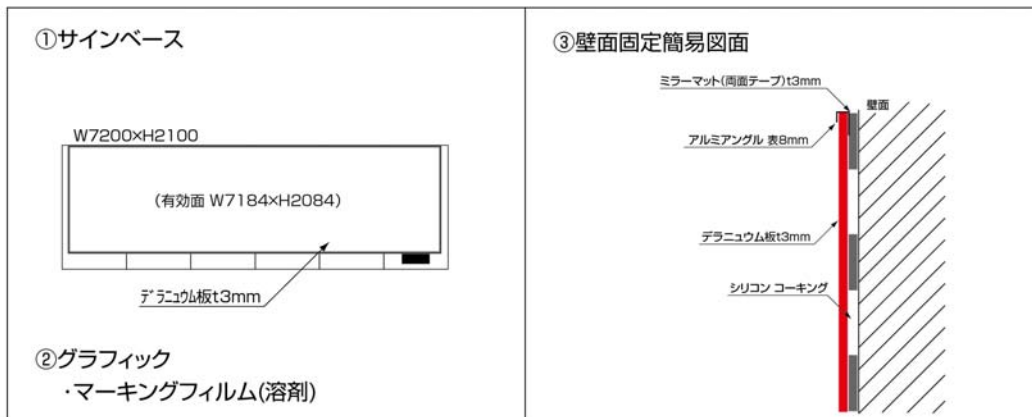 ①サインベース
W7200×H2100
(有効面 W7184×H2084)
デラニュウム板t3mm
②グラフィック
・マーキングフィルム(溶剤)
③壁面固定簡易図面
ミラーマット(両面テープ)t3mm
壁面
アルミアングル 表8mm
デラニュウム板t3mm
シリコン コーキング